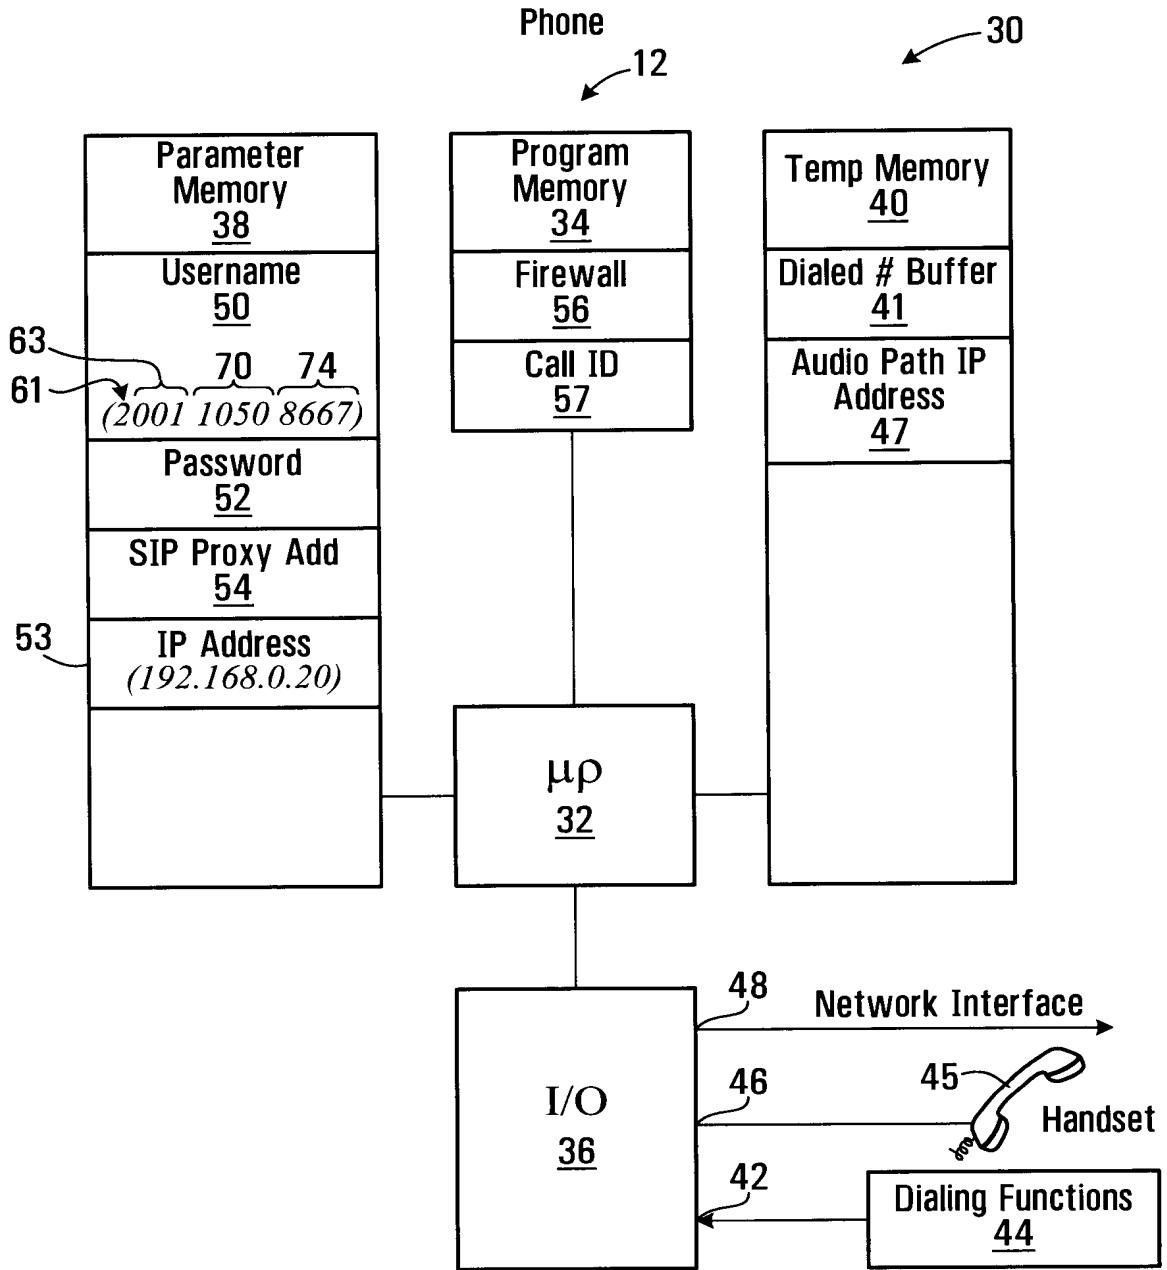 Phone
30
12
Parameter
Memory
38
Username
50
63
61
70
74
(2001 1050 8667)
Password
52
SIP Proxy Add
54
53
IP Address
(192.168.0.20)
Program
Memory
34
Firewall
56
Call ID
57
Temp Memory
40
Dialed # Buffer
41
Audio Path IP
Address
47
μρ
32
I/O
36
48
Network Interface
46
45
Handset
42
Dialing Functions
44